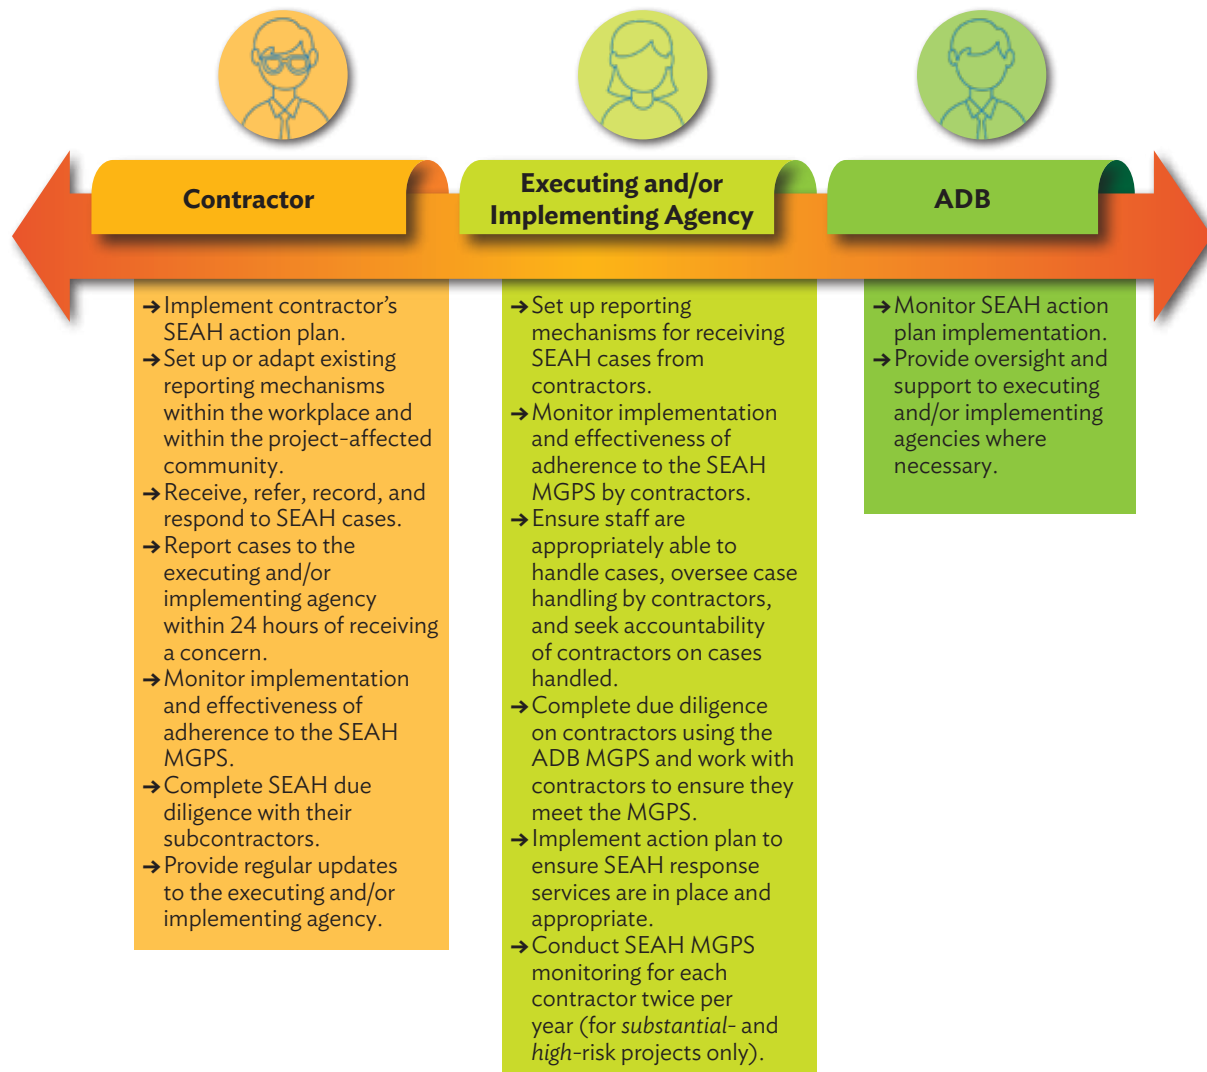 Contractor
→Implement contractor's
SEAH action plan.
→Set up or adapt existing
reporting mechanisms
within the workplace and
within the project-affected
community.
→Receive, refer, record, and
respond to SEAH cases.
→Report cases to the
executing and/or
implementing agency
within 24 hours of receiving
a concern.
→Monitor implementation
and effectiveness of
adherence to the SEAH
MGPS.
→Complete SEAH due
diligence with their
subcontractors.
→Provide regular updates
to the executing and/or
implementing agency.
Executing and/or
Implementing Agency
→Set up reporting
mechanisms for receiving
SEAH cases from
contractors.
→Monitor implementation
and effectiveness of
adherence to the SEAH
MGPS by contractors.
→Ensure staff are
appropriately able to
handle cases, oversee case
handling by contractors,
and seek accountability
of contractors on cases
handled.
→Complete due diligence
on contractors using the
ADB MGPS and work with
contractors to ensure they
meet the MGPS.
→Implement action plan to
ensure SEAH response
services are in place and
appropriate.
→Conduct SEAH MGPS
monitoring for each
contractor twice per
year (for substantial- and
high-risk projects only).
ADB
→Monitor SEAH action
plan implementation.
→Provide oversight and
support to executing
and/or implementing
agencies where
necessary.